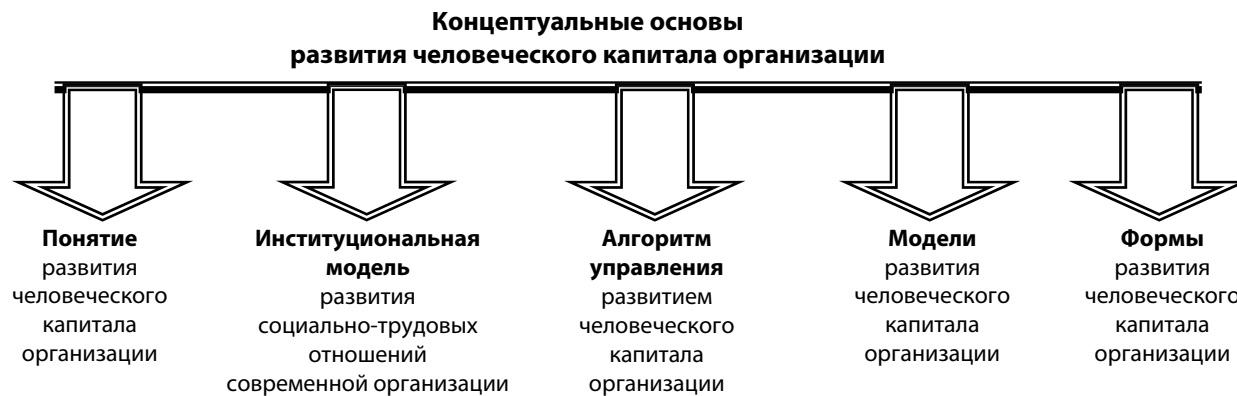 Концептуальные основы
развития человеческого капитала организации
Понятие
развития
человеческого
капитала
организации
Институциональная
модель
развития
социально-трудовых
отношений
современной организации
Алгоритм
управления
развитием
человеческого
капитала
организации
Модели
развития
человеческого
капитала
организации
Формы
развития
человеческого
капитала
организации